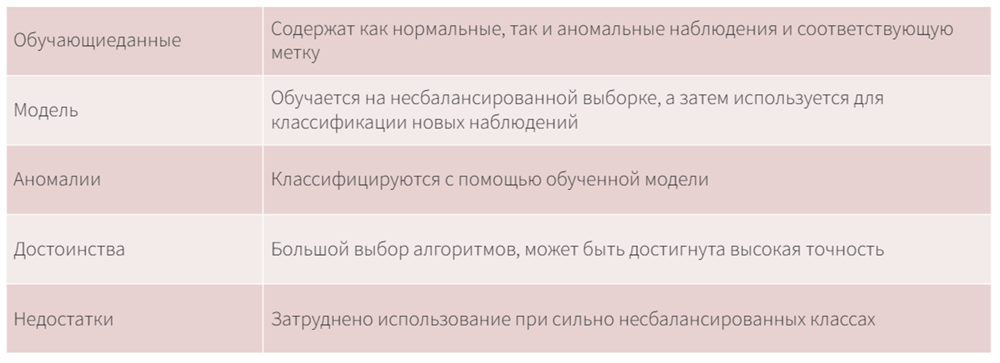 Обучающиеданные
Содержат как нормальные, так и аномальные наблюдения и соответствующую
метку
Модель
Обучается на несбалансированной выборке, а затем используется для
классификации новых наблюдений
Аномалии
Классифицируются с помощью обученной модели
Достоинства
Большой выбор алгоритмов, может быть достигнута высокая точность
Недостатки
Затруднено использование при сильно несбалансированных классах